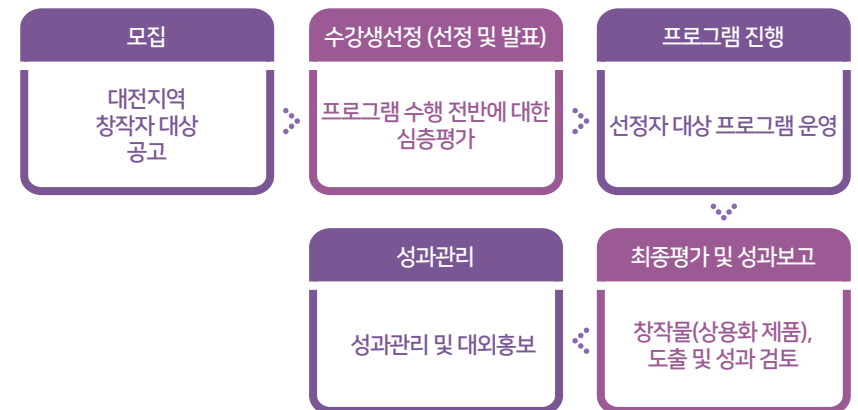 모집
대전지역
창작자 대상
공고
수강생선정 (선정 및 발표)
프로그램 수행 전반에 대한
심층평가
프로그램 진행
선정자 대상 프로그램 운영
최종평가 및 성과보고
창작물(상용화 제품),
도출 및 성과 검토
성과관리
성과관리 및 대외홍보